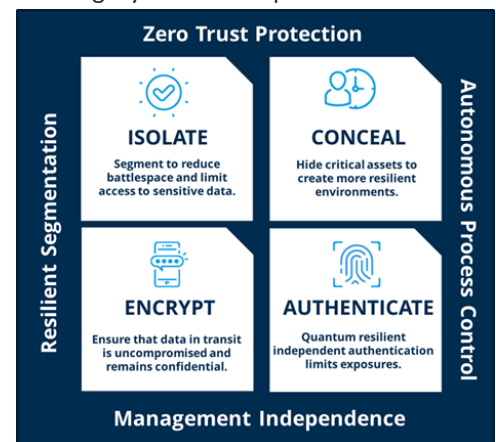 Zero Trust Protection
Resilient Segmentation
Autonomous Process Control
ISOLATE
Segment to reduce
battlespace and limit
access to sensitive data.
CONCEAL
Hide critical assets to
create more resilient
environments.
ENCRYPT
Ensure that data in transit
is uncompromised and
remains confidential.
AUTHENTICATE
Quantum resilient
independent authentication
limits exposures.
Management Independence